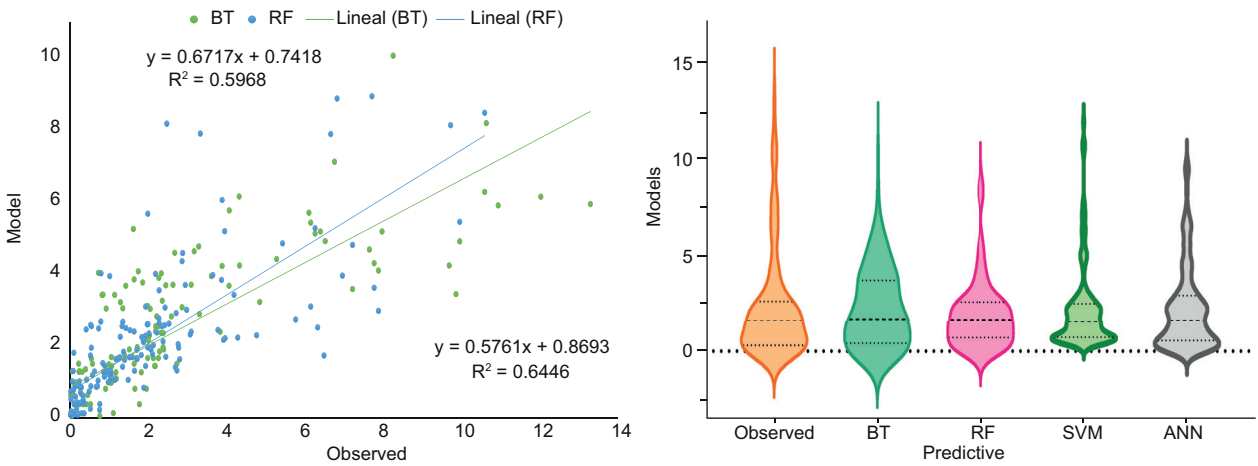 BT RF Lineal (BT) Lineal (RF)
y = 0.6717x + 0.7418
R² = 0.5968
10
8
6
4
2
0
Model
y = 0.5761x + 0.8693
R² = 0.6446
0 2 4 6 8 10 12 14
Observed
15
10
5
0
Models
Observed BT RF SVM ANN
Predictive